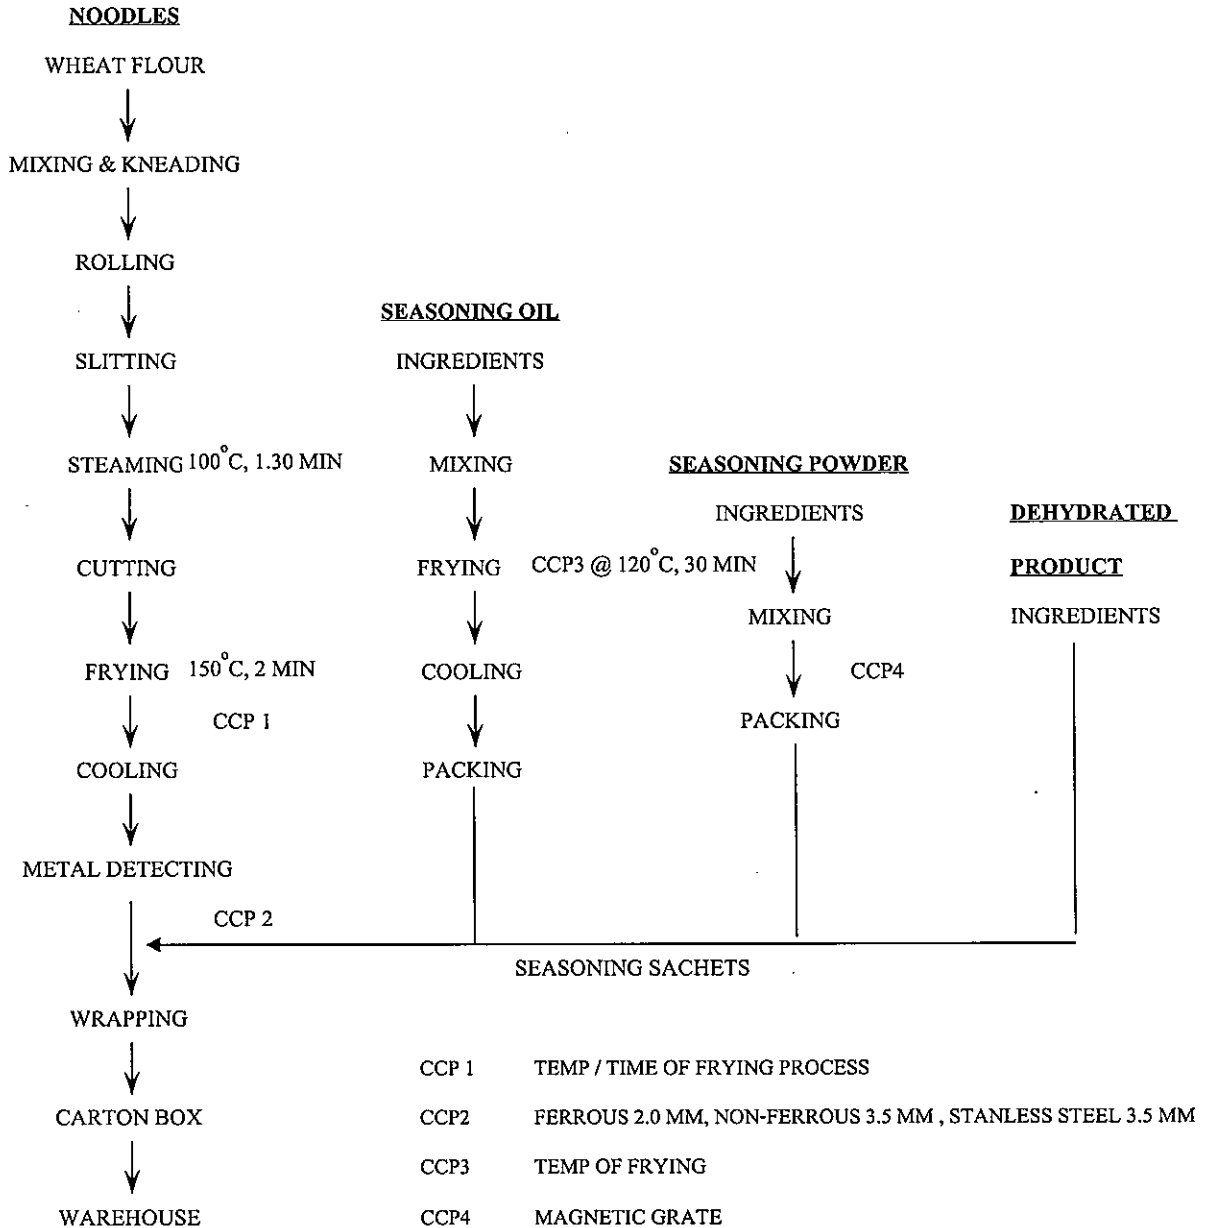 NOODLES
WHEAT FLOUR
MIXING & KNEADING
ROLLING
SLITTING
STEAMING 100°C, 1.30 MIN
CUTTING
FRYING 150°C, 2 MIN
CCP 1
COOLING
METAL DETECTING
CCP 2
SEASONING OIL
INGREDIENTS
MIXING
FRYING CCP3 @ 120°C, 30 MIN
COOLING
PACKING
SEASONING POWDER
INGREDIENTS
MIXING
CCP4
PACKING
DEHYDRATED
PRODUCT
INGREDIENTS
SEASONING SACHETS
WRAPPING
CARTON BOX
WAREHOUSE
CCP 1 TEMP / TIME OF FRYING PROCESS
CCP2 FERROUS 2.0 MM, NON-FERROUS 3.5 MM , STANLESS STEEL 3.5 MM
CCP3 TEMP OF FRYING
CCP4 MAGNETIC GRATE